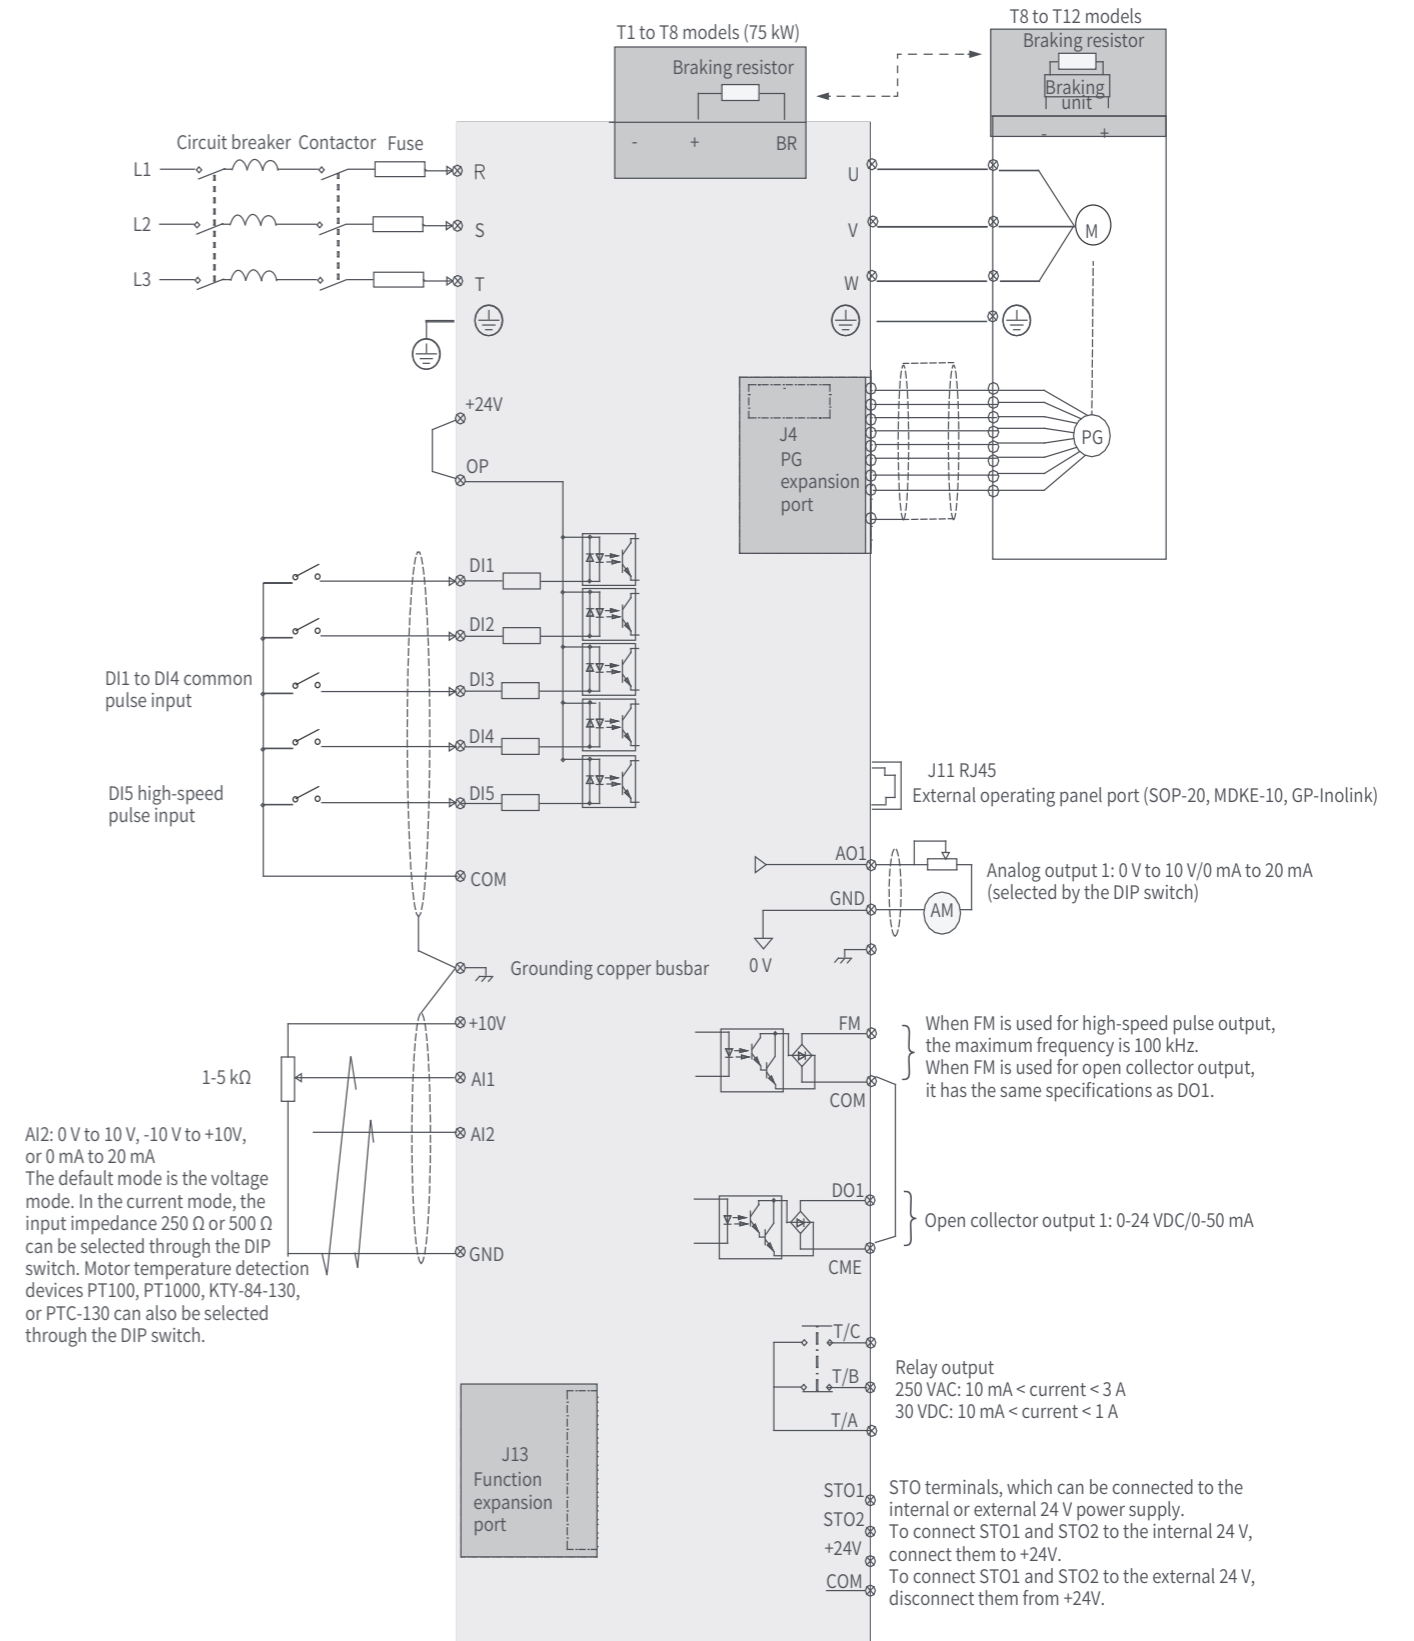 T8 to T12 models
T1 to T8 models (75 kW)
Braking resistor
Braking
unit
- +
Braking resistor
- + BR
Circuit breaker Contactor Fuse
L1
R
L2
S
L3
T
U
V
W
M
+24V
OP
J4
PG
expansion
port
PG
DI1
DI2
DI3
DI4
DI5
DI1 to DI4 common
pulse input
DI5 high-speed
pulse input
COM
J11 RJ45
External operating panel port (SOP-20, MDKE-10, GP-Inolink)
AO1
GND
AM
0 V
Analog output 1: 0 V to 10 V/0 mA to 20 mA
(selected by the DIP switch)
Grounding copper busbar
+10V
1-5 kΩ
AI1
AI2
GND
AI2: 0 V to 10 V, -10 V to +10V,
or 0 mA to 20 mA
The default mode is the voltage
mode. In the current mode, the
input impedance 250 Ω or 500 Ω
can be selected through the DIP
switch. Motor temperature detection
devices PT100, PT1000, KTY-84-130,
or PTC-130 can also be selected
through the DIP switch.
FM
COM
When FM is used for high-speed pulse output,
the maximum frequency is 100 kHz.
When FM is used for open collector output,
it has the same specifications as DO1.
DO1
CME
Open collector output 1: 0-24 VDC/0-50 mA
T/C
T/B
T/A
Relay output
250 VAC: 10 mA < current < 3 A
30 VDC: 10 mA < current < 1 A
J13
Function
expansion
port
STO1
STO2
+24V
COM
STO terminals, which can be connected to the
internal or external 24 V power supply.
To connect STO1 and STO2 to the internal 24 V,
connect them to +24V.
To connect STO1 and STO2 to the external 24 V,
disconnect them from +24V.